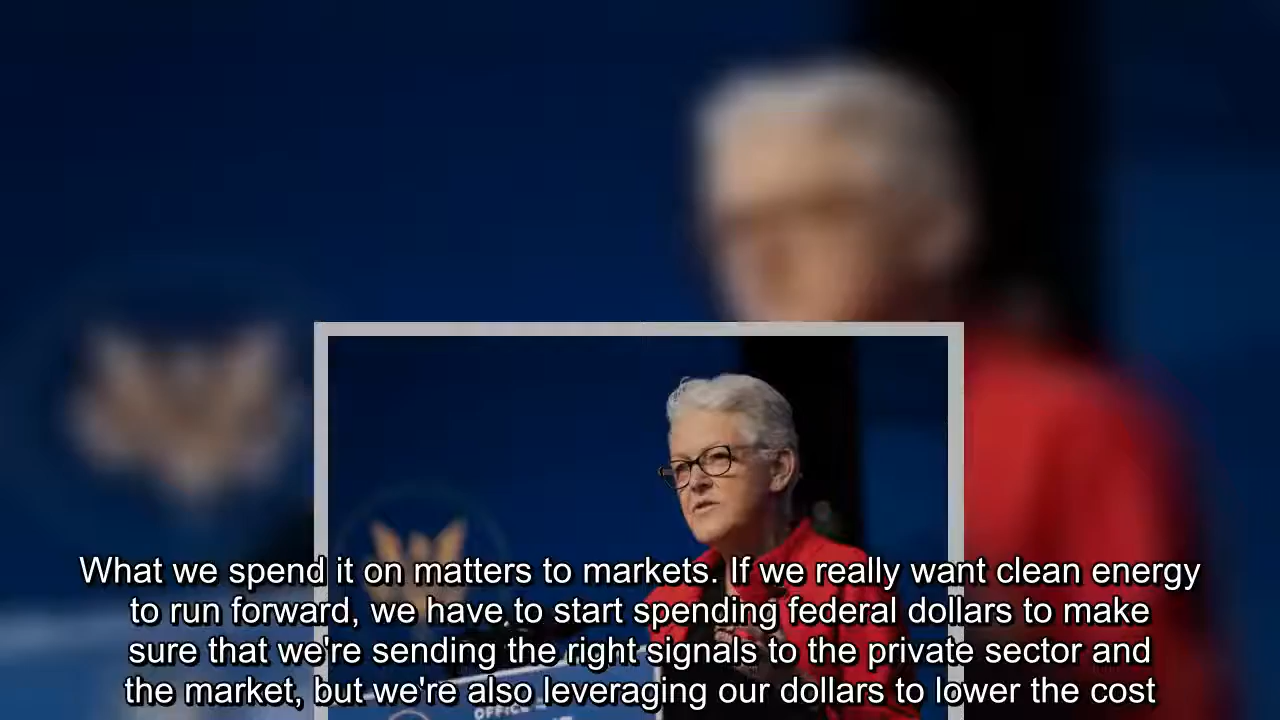 What we spend it on matters to markets. If we really want clean energy
to run forward, we have to start spending federal dollars to make
sure that we're sending the right signals to the private sector and
the market, but we're also leveraging our dollars to lower the cost
OFFICE